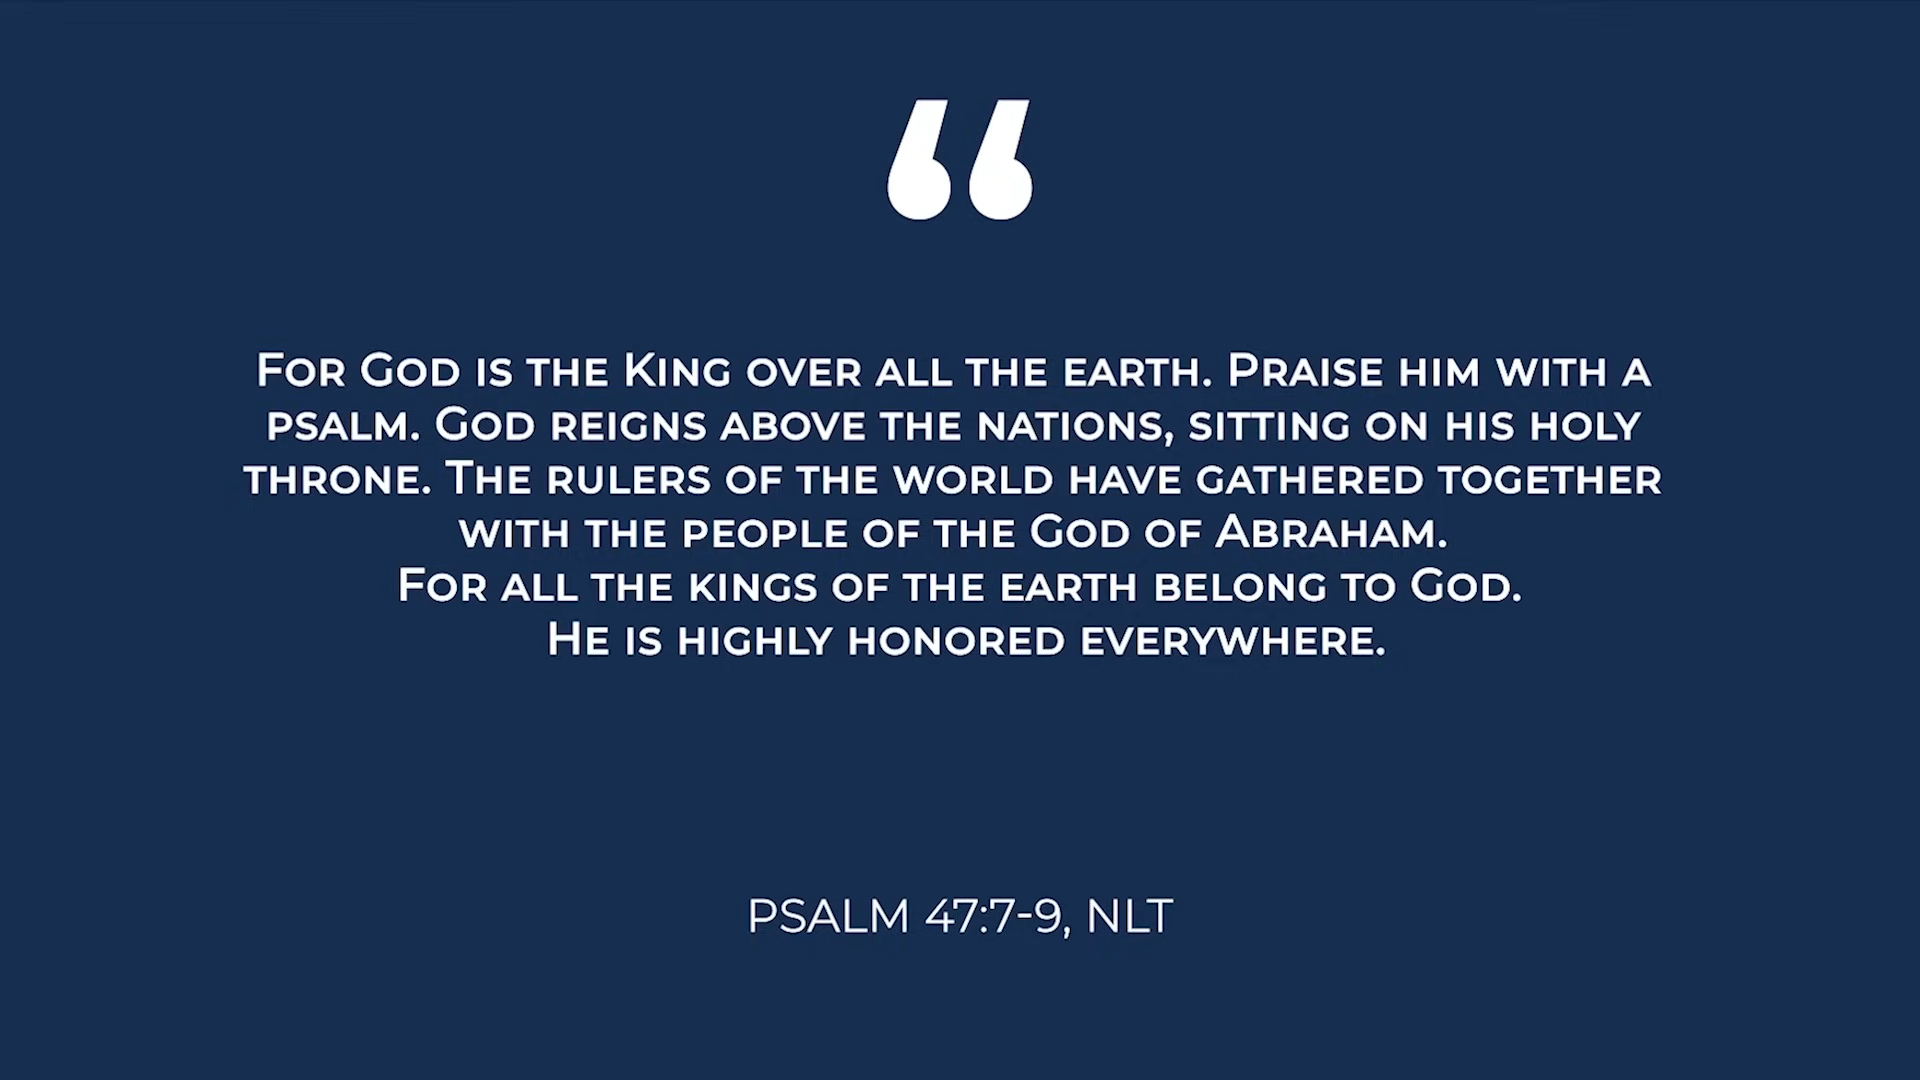 “
For God is the King over all the earth. Praise him with a
psalm. God reigns above the nations, sitting on his holy
throne. The rulers of the world have gathered together
with the people of the God of Abraham.
For all the kings of the earth belong to God.
He is highly honored everywhere.
PSALM 47:7-9, NLT